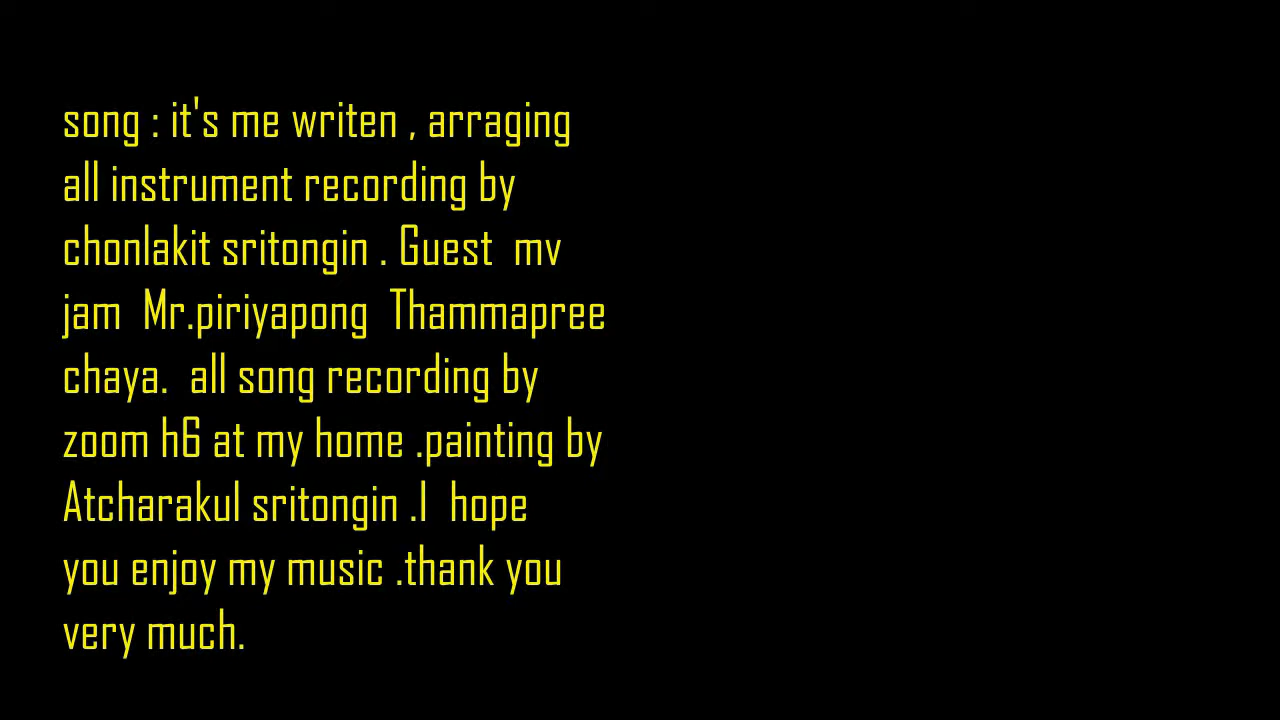 song : it's me writen , arraging
all instrument recording by
chonlakit sritongin . Guest  mv
jam  Mr.piriyapong  Thammapree
chaya.  all song recording by
zoom h6 at my home .painting by
Atcharakul sritongin .I  hope
you enjoy my music .thank you
very much.